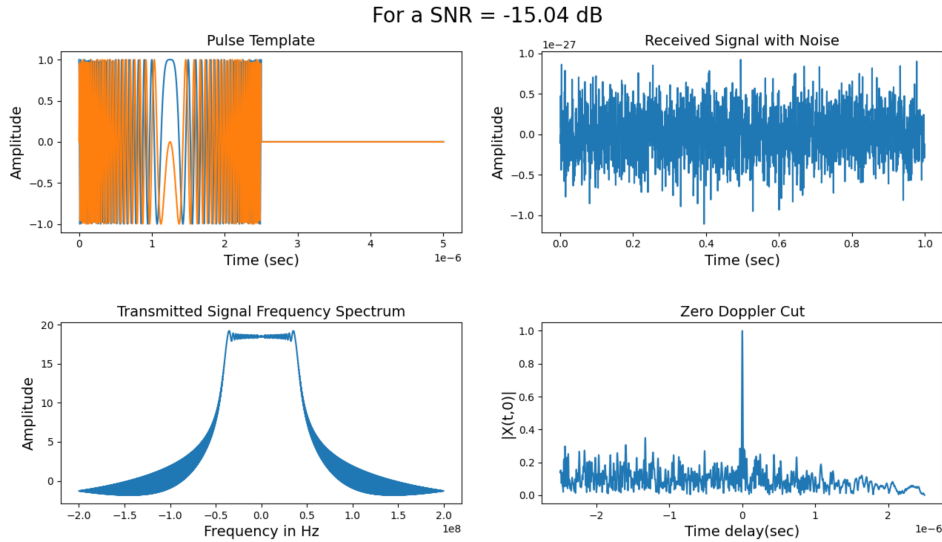 For a SNR = -15.04 dB
Pulse Template
1.0
0.5
0.0
−0.5
−1.0
Amplitude
0 1 2 3 4 5
1e−6
Time (sec)
Received Signal with Noise
1e−27
1.0
0.5
0.0
−0.5
−1.0
Amplitude
0.0 0.2 0.4 0.6 0.8 1.0
Time (sec)
Transmitted Signal Frequency Spectrum
20
15
10
5
0
Amplitude
−2.0 −1.5 −1.0 −0.5 0.0 0.5 1.0 1.5 2.0
1e8
Frequency in Hz
Zero Doppler Cut
1.0
0.8
0.6
0.4
0.2
0.0
|X(t,0)|
−2 −1 0 1 2
1e−6
Time delay(sec)